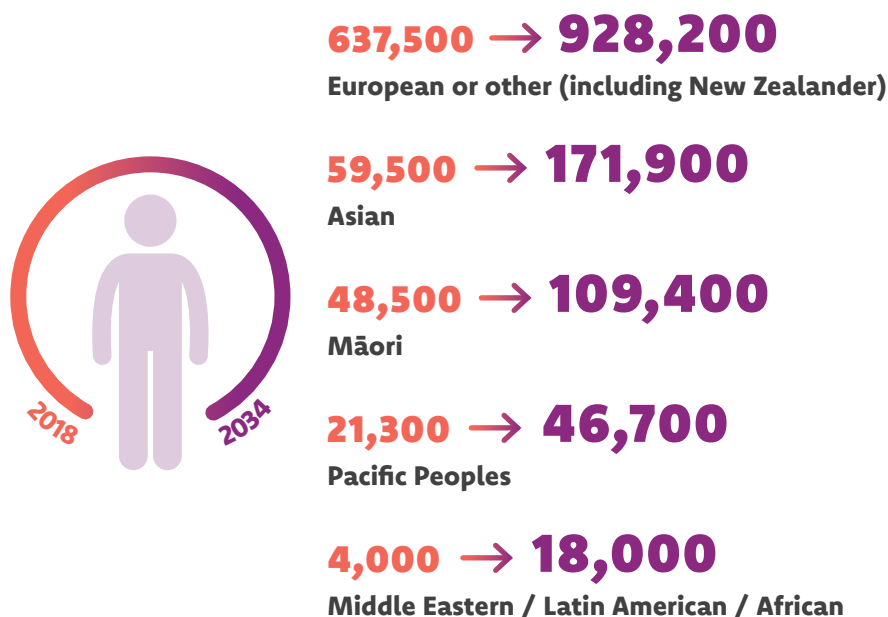 637,500 → 928,200
European or other (including New Zealander)
59,500 → 171,900
Asian
48,500 → 109,400
Māori
21,300 → 46,700
Pacific Peoples
4,000 → 18,000
Middle Eastern / Latin American / African
2018
2034